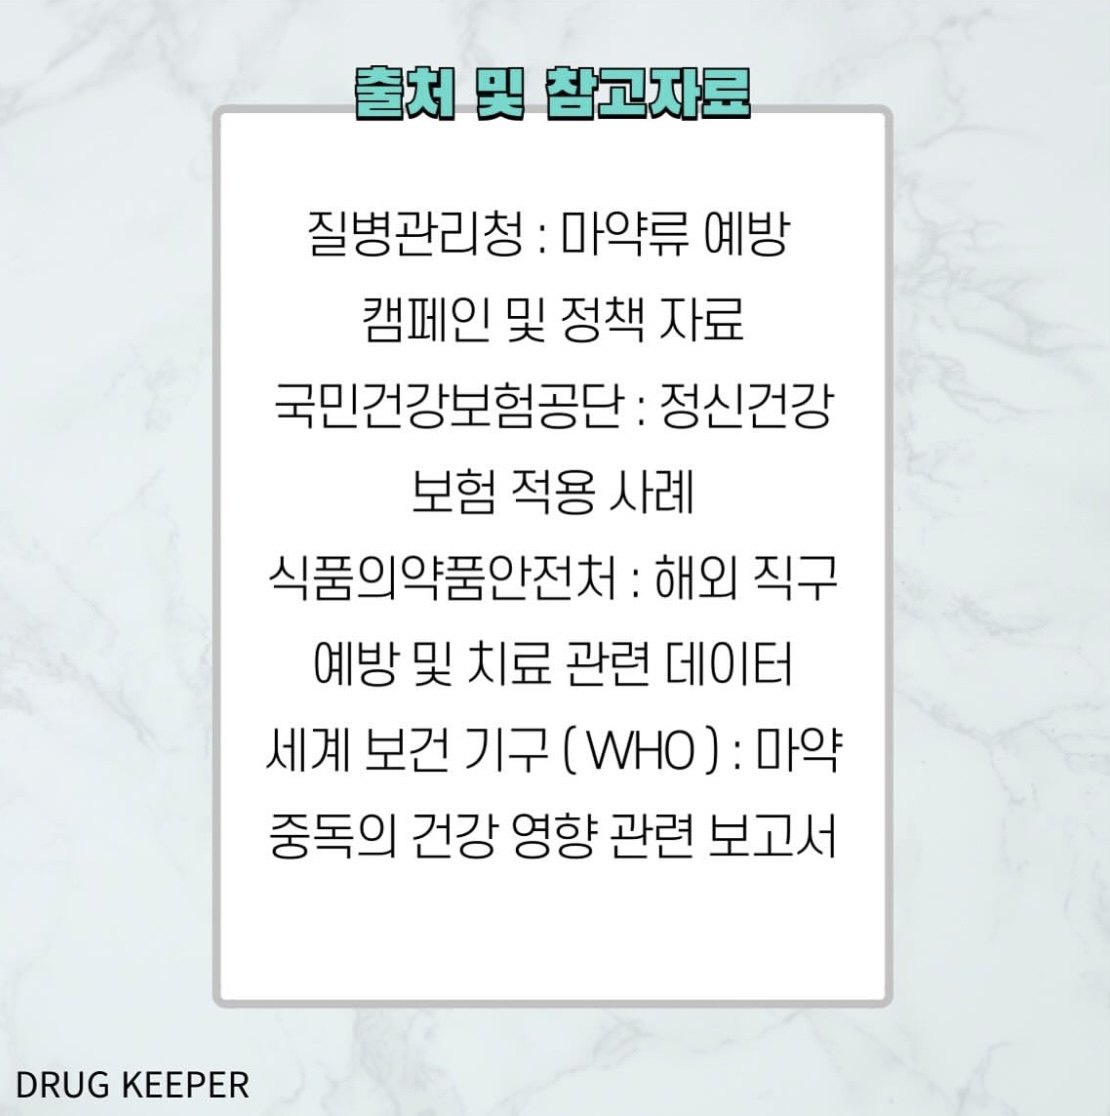 출처 및 참고자료
질병관리청 : 마약류 예방
캠페인 및 정책 자료
국민건강보험공단 : 정신건강
보험 적용 사례
식품의약품안전처 : 해외 직구
예방 및 치료 관련 데이터
세계 보건 기구 ( WHO ) : 마약
중독의 건강 영향 관련 보고서
DRUG KEEPER